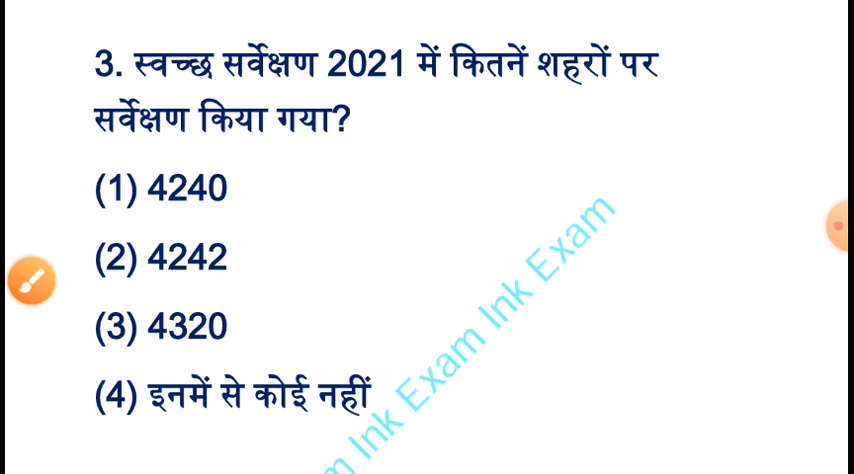 3. स्वच्छ सर्वेक्षण 2021 में कितनें शहरों पर
सर्वेक्षण किया गया?
(1) 4240
(2) 4242
(3) 4320
(4) इनमें से कोई नहीं
Ink Exam Ink Exam